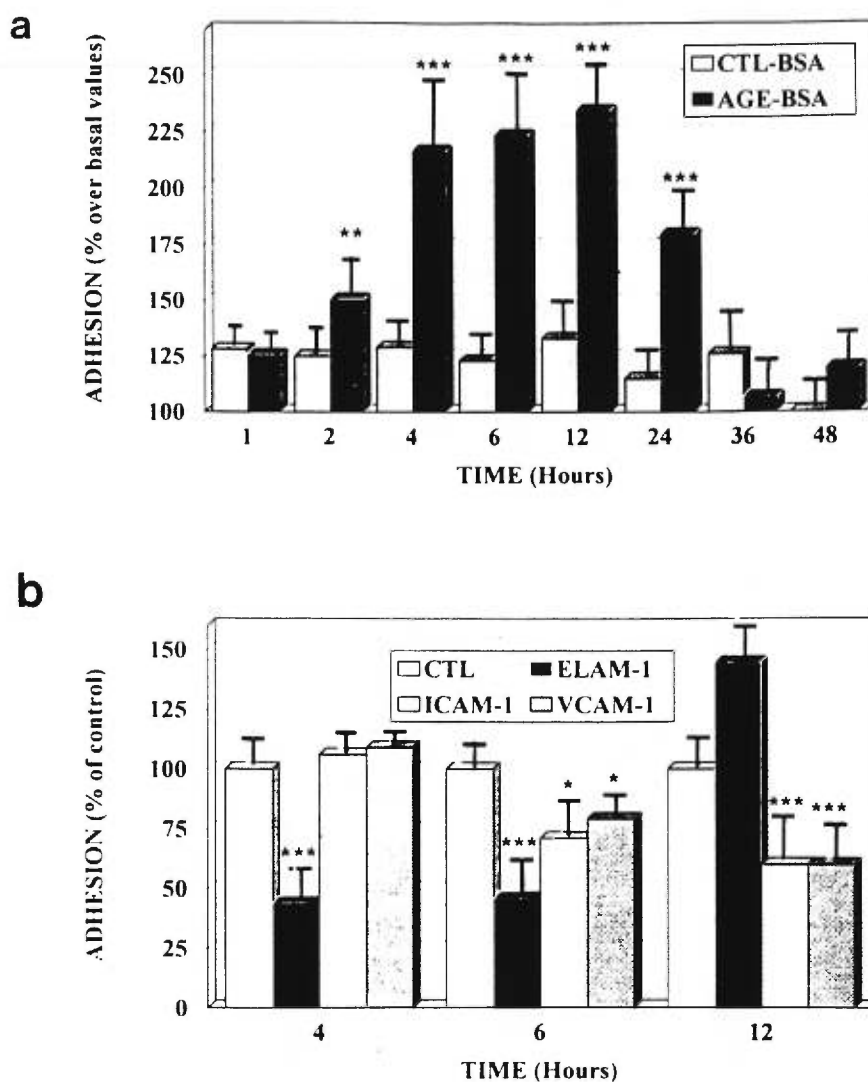 a
ADHESION (% over basal values)
250
225
200
175
150
125
100
CTL-BSA
AGE-BSA
**
***
***
***
***
1 2 4 6 12 24 36 48
TIME (Hours)
b
ADHESION (% of control)
150
125
100
75
50
25
0
CTL ELAM-1
ICAM-1 VCAM-1
***
***
*
*
***
***
4 6 12
TIME (Hours)